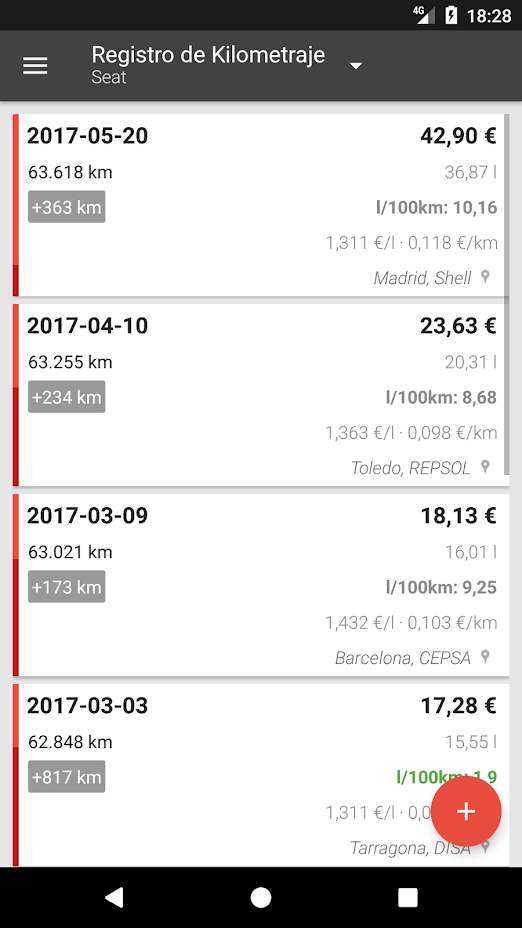 4G 18:28
Registro de Kilometraje
Seat
2017-05-20 42,90 €
63.618 km 36,87 l
+363 km l/100km: 10,16
1,311 €/l · 0,118 €/km
Madrid, Shell
2017-04-10 23,63 €
63.255 km 20,31 l
+234 km l/100km: 8,68
1,363 €/l · 0,098 €/km
Toledo, REPSOL
2017-03-09 18,13 €
63.021 km 16,01 l
+173 km l/100km: 9,25
1,432 €/l · 0,103 €/km
Barcelona, CEPSA
2017-03-03 17,28 €
62.848 km 15,55 l
+817 km l/100km: 1,9
1,311 €/l · 0,0
Tarragona, DISA